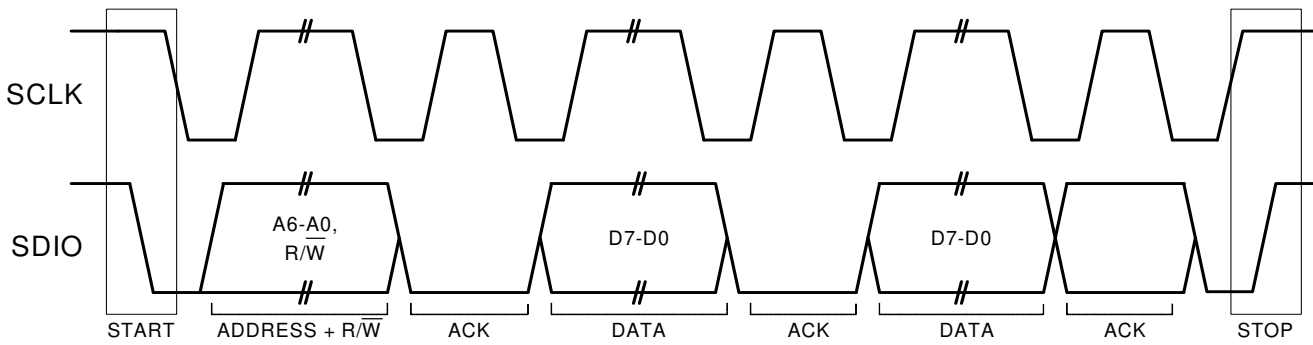 SCLK
SDIO
A6-A0,
R/W̅
D7-D0
D7-D0
START
ADDRESS + R/W̅
ACK
DATA
ACK
DATA
ACK
STOP